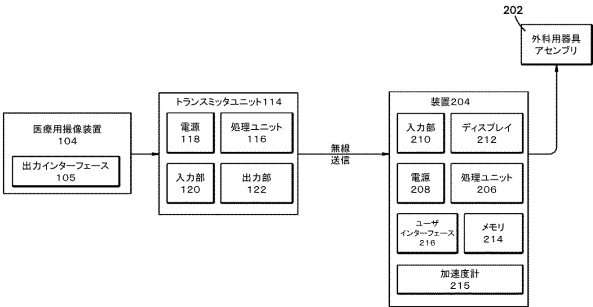 202
外科用器具
アセンブリ
医療用撮像装置
104
出力インターフェース
105
トランスミッタユニット114
電源
118
処理ユニット
116
入力部
120
出力部
122
無線
送信
装置204
入力部
210
ディスプレイ
212
電源
208
処理ユニット
206
ユーザ
インターフェース
216
メモリ
214
加速度計
215